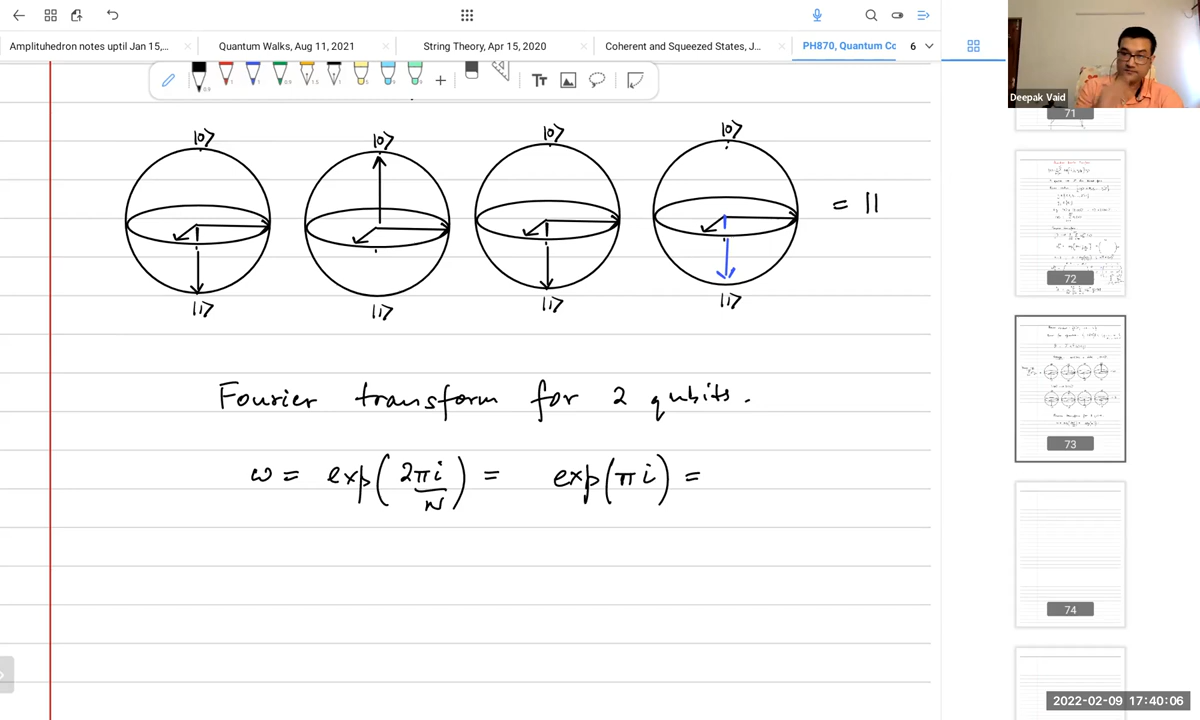 Amplituhedron notes uptil Jan 15,... Quantum Walks, Aug 11, 2021 String Theory, Apr 15, 2020 Coherent and Squeezed States, J... PH870, Quantum Cc 6
Tт
Deepak Vaid
71
|0⟩ |0⟩ |0⟩ |0⟩
= 11
|1⟩ |1⟩ |1⟩ |1⟩
72
Fourier transform for 2 qubits.
73
ω = exp(2πi/N) = exp(πi) =
74
2022-02-09 17:40:06